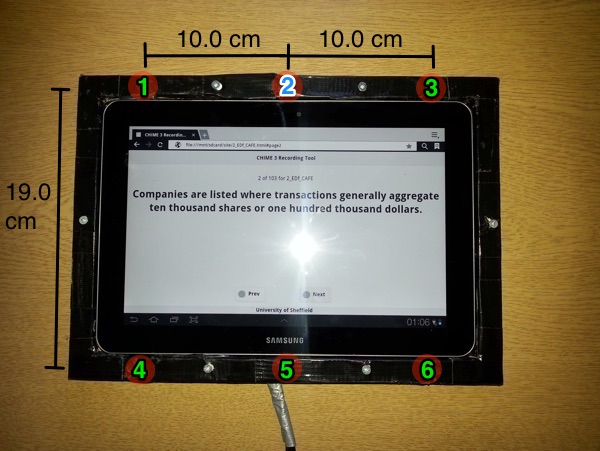 10.0 cm 10.0 cm
1 2 3
19.0
cm
CHIME 3 Recordin...
file:///mnt/sdcard/site/2_EDF_CAFE.html#page2
CHIME 3 Recording Tool
2 of 103 for 2_EDF_CAFE
Companies are listed where transactions generally aggregate
ten thousand shares or one hundred thousand dollars.
Prev Next
University of Sheffield
01:06
SAMSUNG
4 5 6